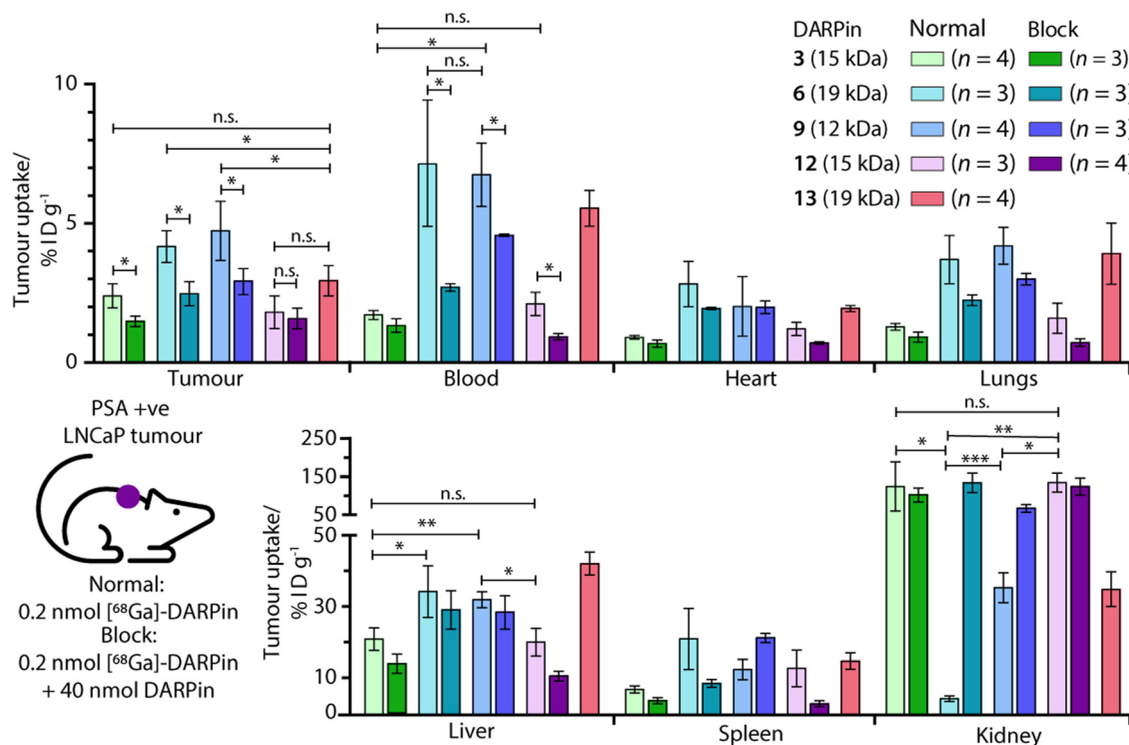 DARPin Normal Block
3 (15 kDa) (n = 4) (n = 3)
6 (19 kDa) (n = 3) (n = 3)
9 (12 kDa) (n = 4) (n = 3)
12 (15 kDa) (n = 3) (n = 4)
13 (19 kDa) (n = 4)
n.s.
*
n.s.
*
*
n.s.
*
*
*
*
*
n.s.
n.s.
*
Tumour uptake/
% I D g⁻¹
10
5
0
Tumour Blood Heart Lungs
PSA +ve
LNCaP tumour
Normal:
0.2 nmol [⁶⁸Ga]-DARPin
Block:
0.2 nmol [⁶⁸Ga]-DARPin
+ 40 nmol DARPin
Tumour uptake/
% I D g⁻¹
250
150
50
50
30
10
0
n.s.
**
*
*
n.s.
**
* *** *
Liver Spleen Kidney